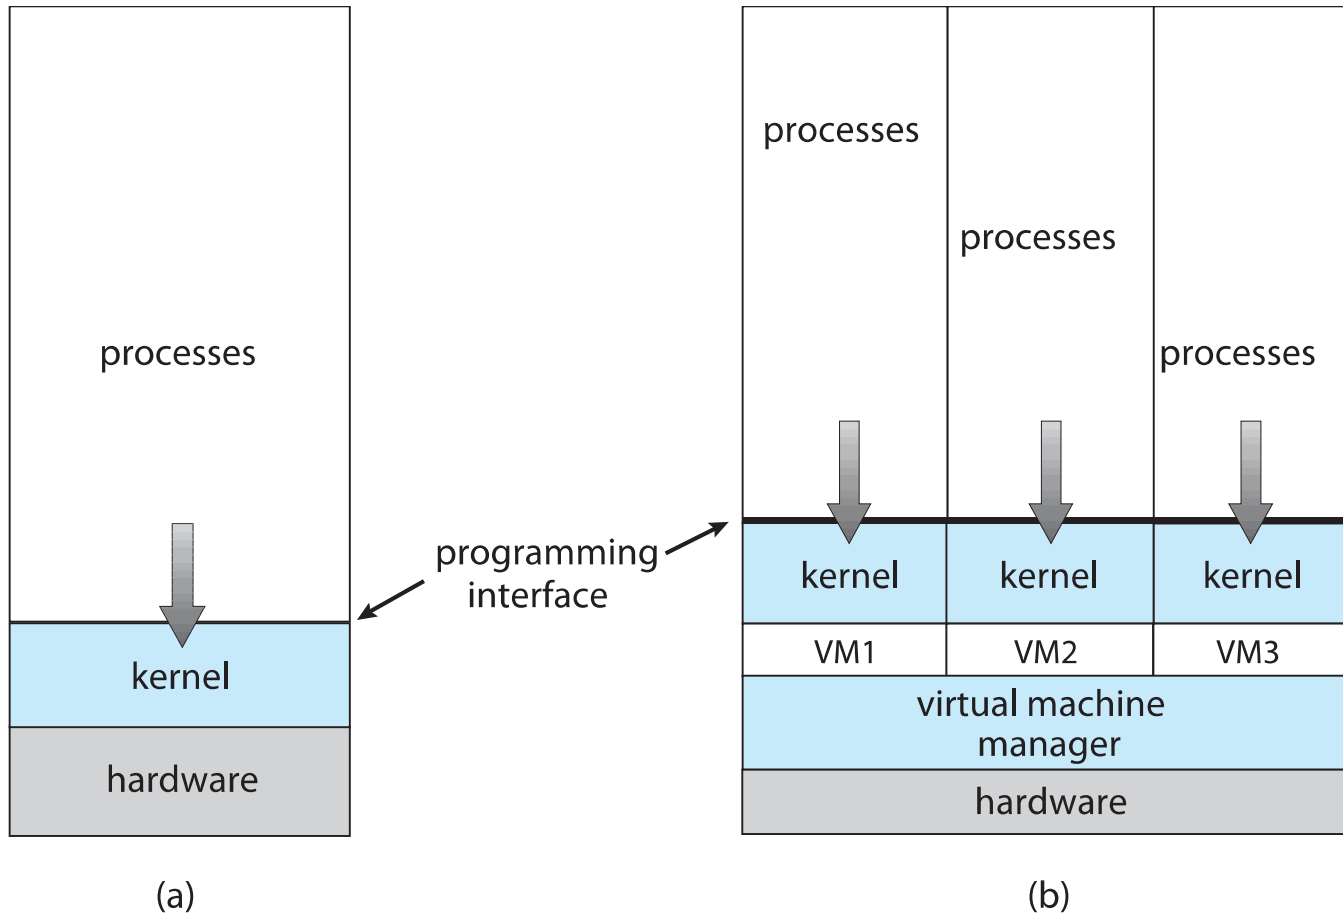 processes
kernel
hardware
(a)
programming
interface
processes
processes
processes
kernel
kernel
kernel
VM1
VM2
VM3
virtual machine
manager
hardware
(b)